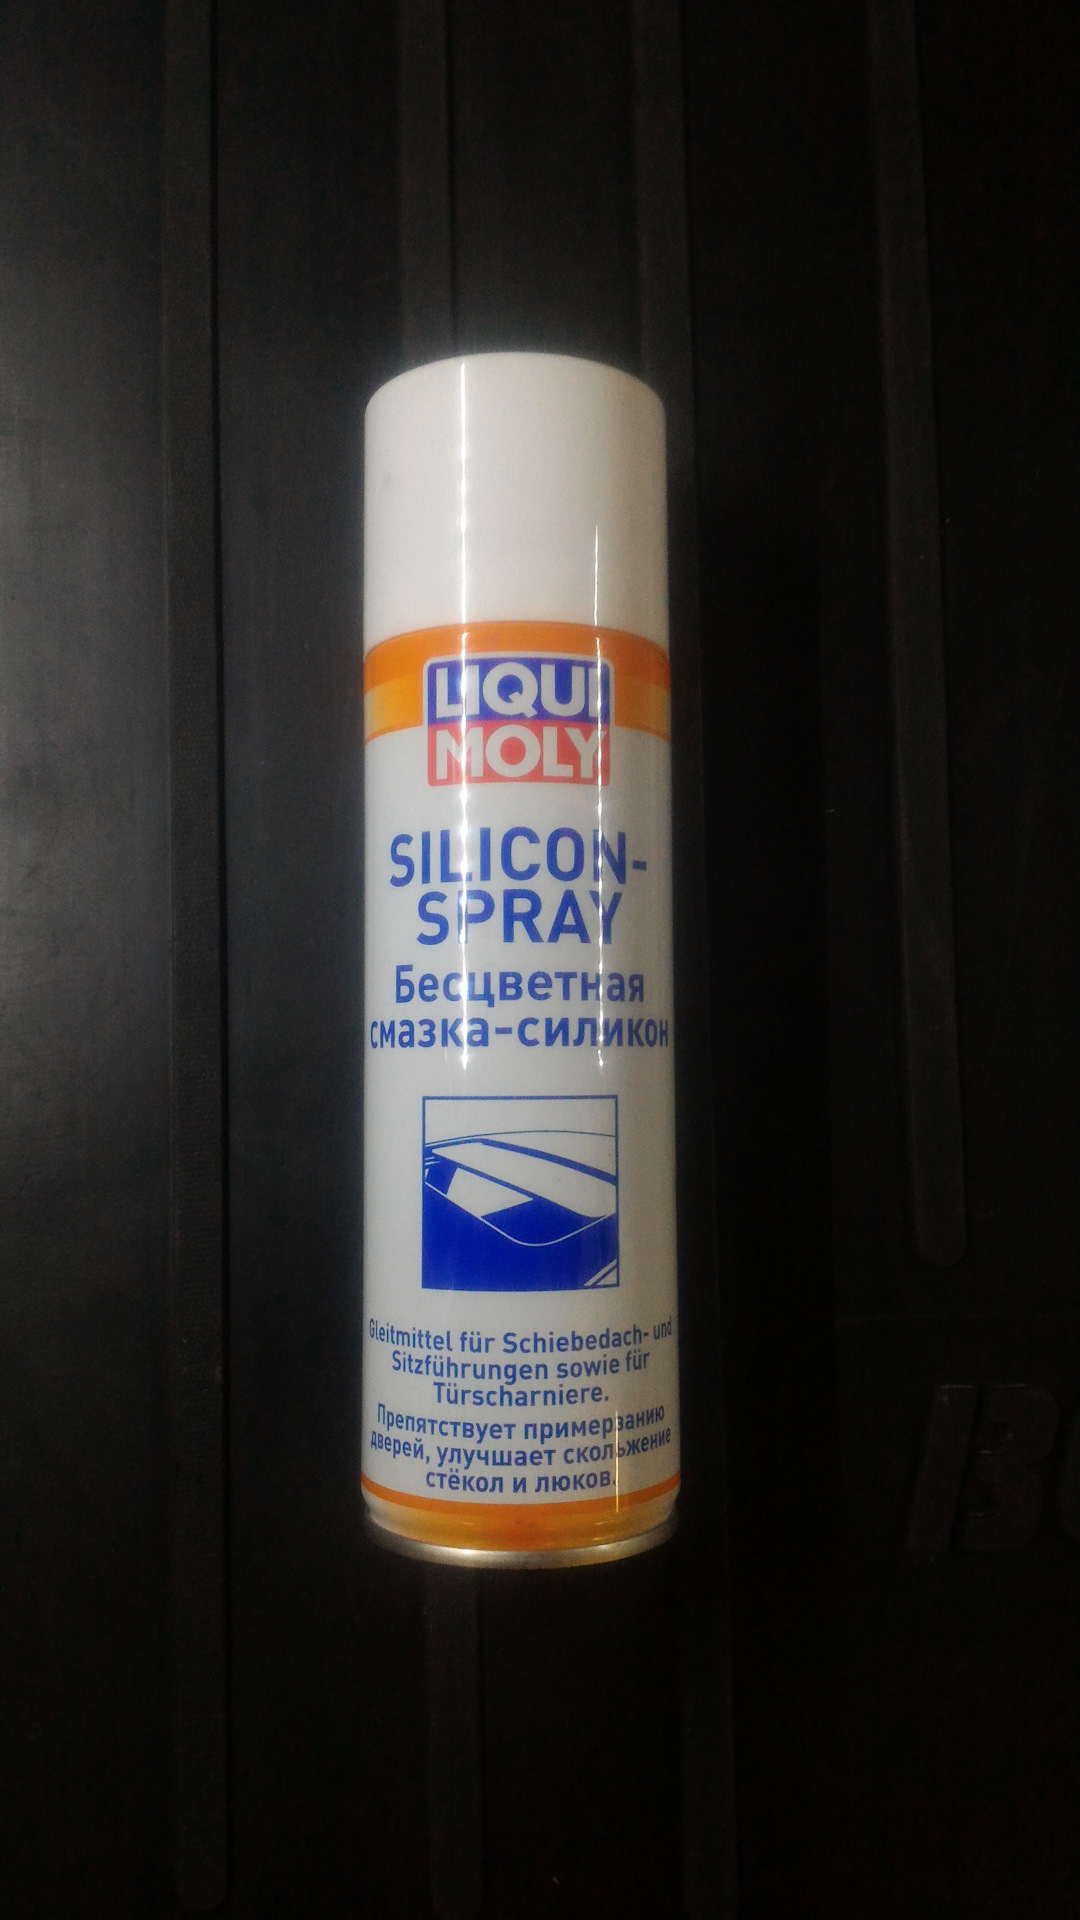 LIQUI
MOLY
SILICON-
SPRAY
Бесцветная
смазка-силикон
Gleitmittel für Schiebedach- und
Sitzführungen sowie für
Türscharniere.
Препятствует примерзанию
дверей, улучшает скольжение
стёкол и люков.